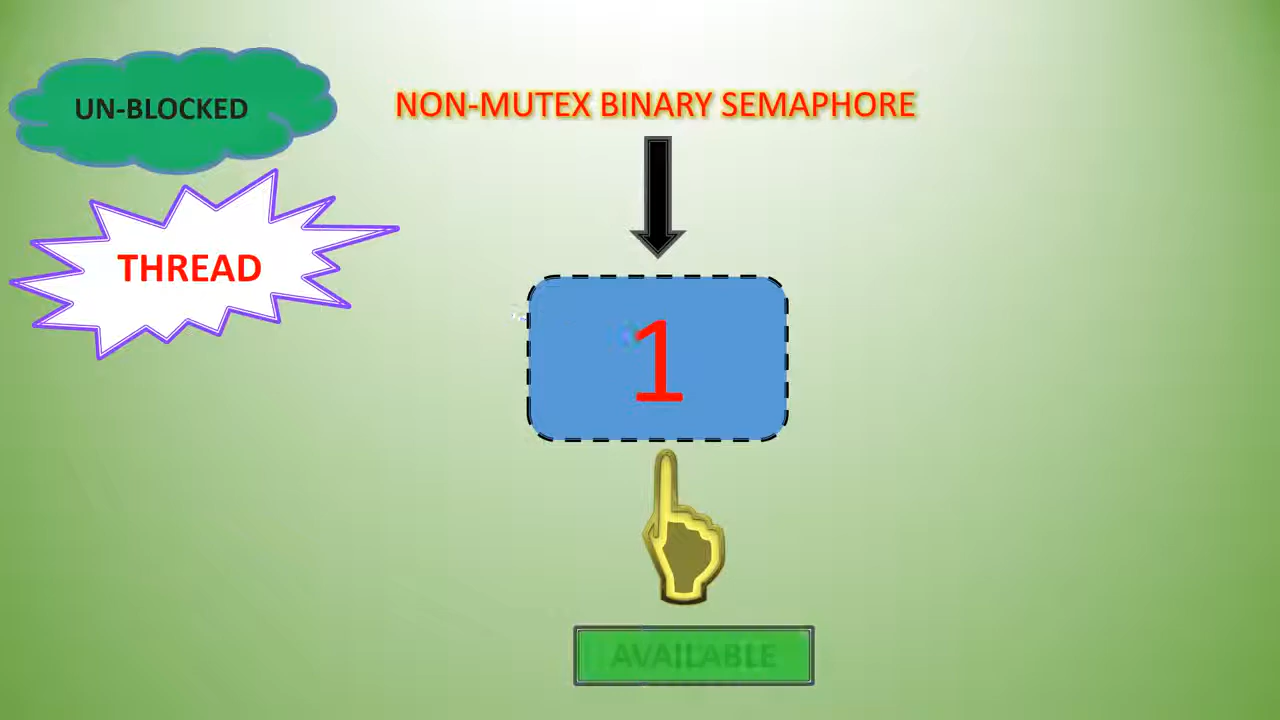 UN-BLOCKED
NON-MUTEX BINARY SEMAPHORE
THREAD
1
AVAILABLE